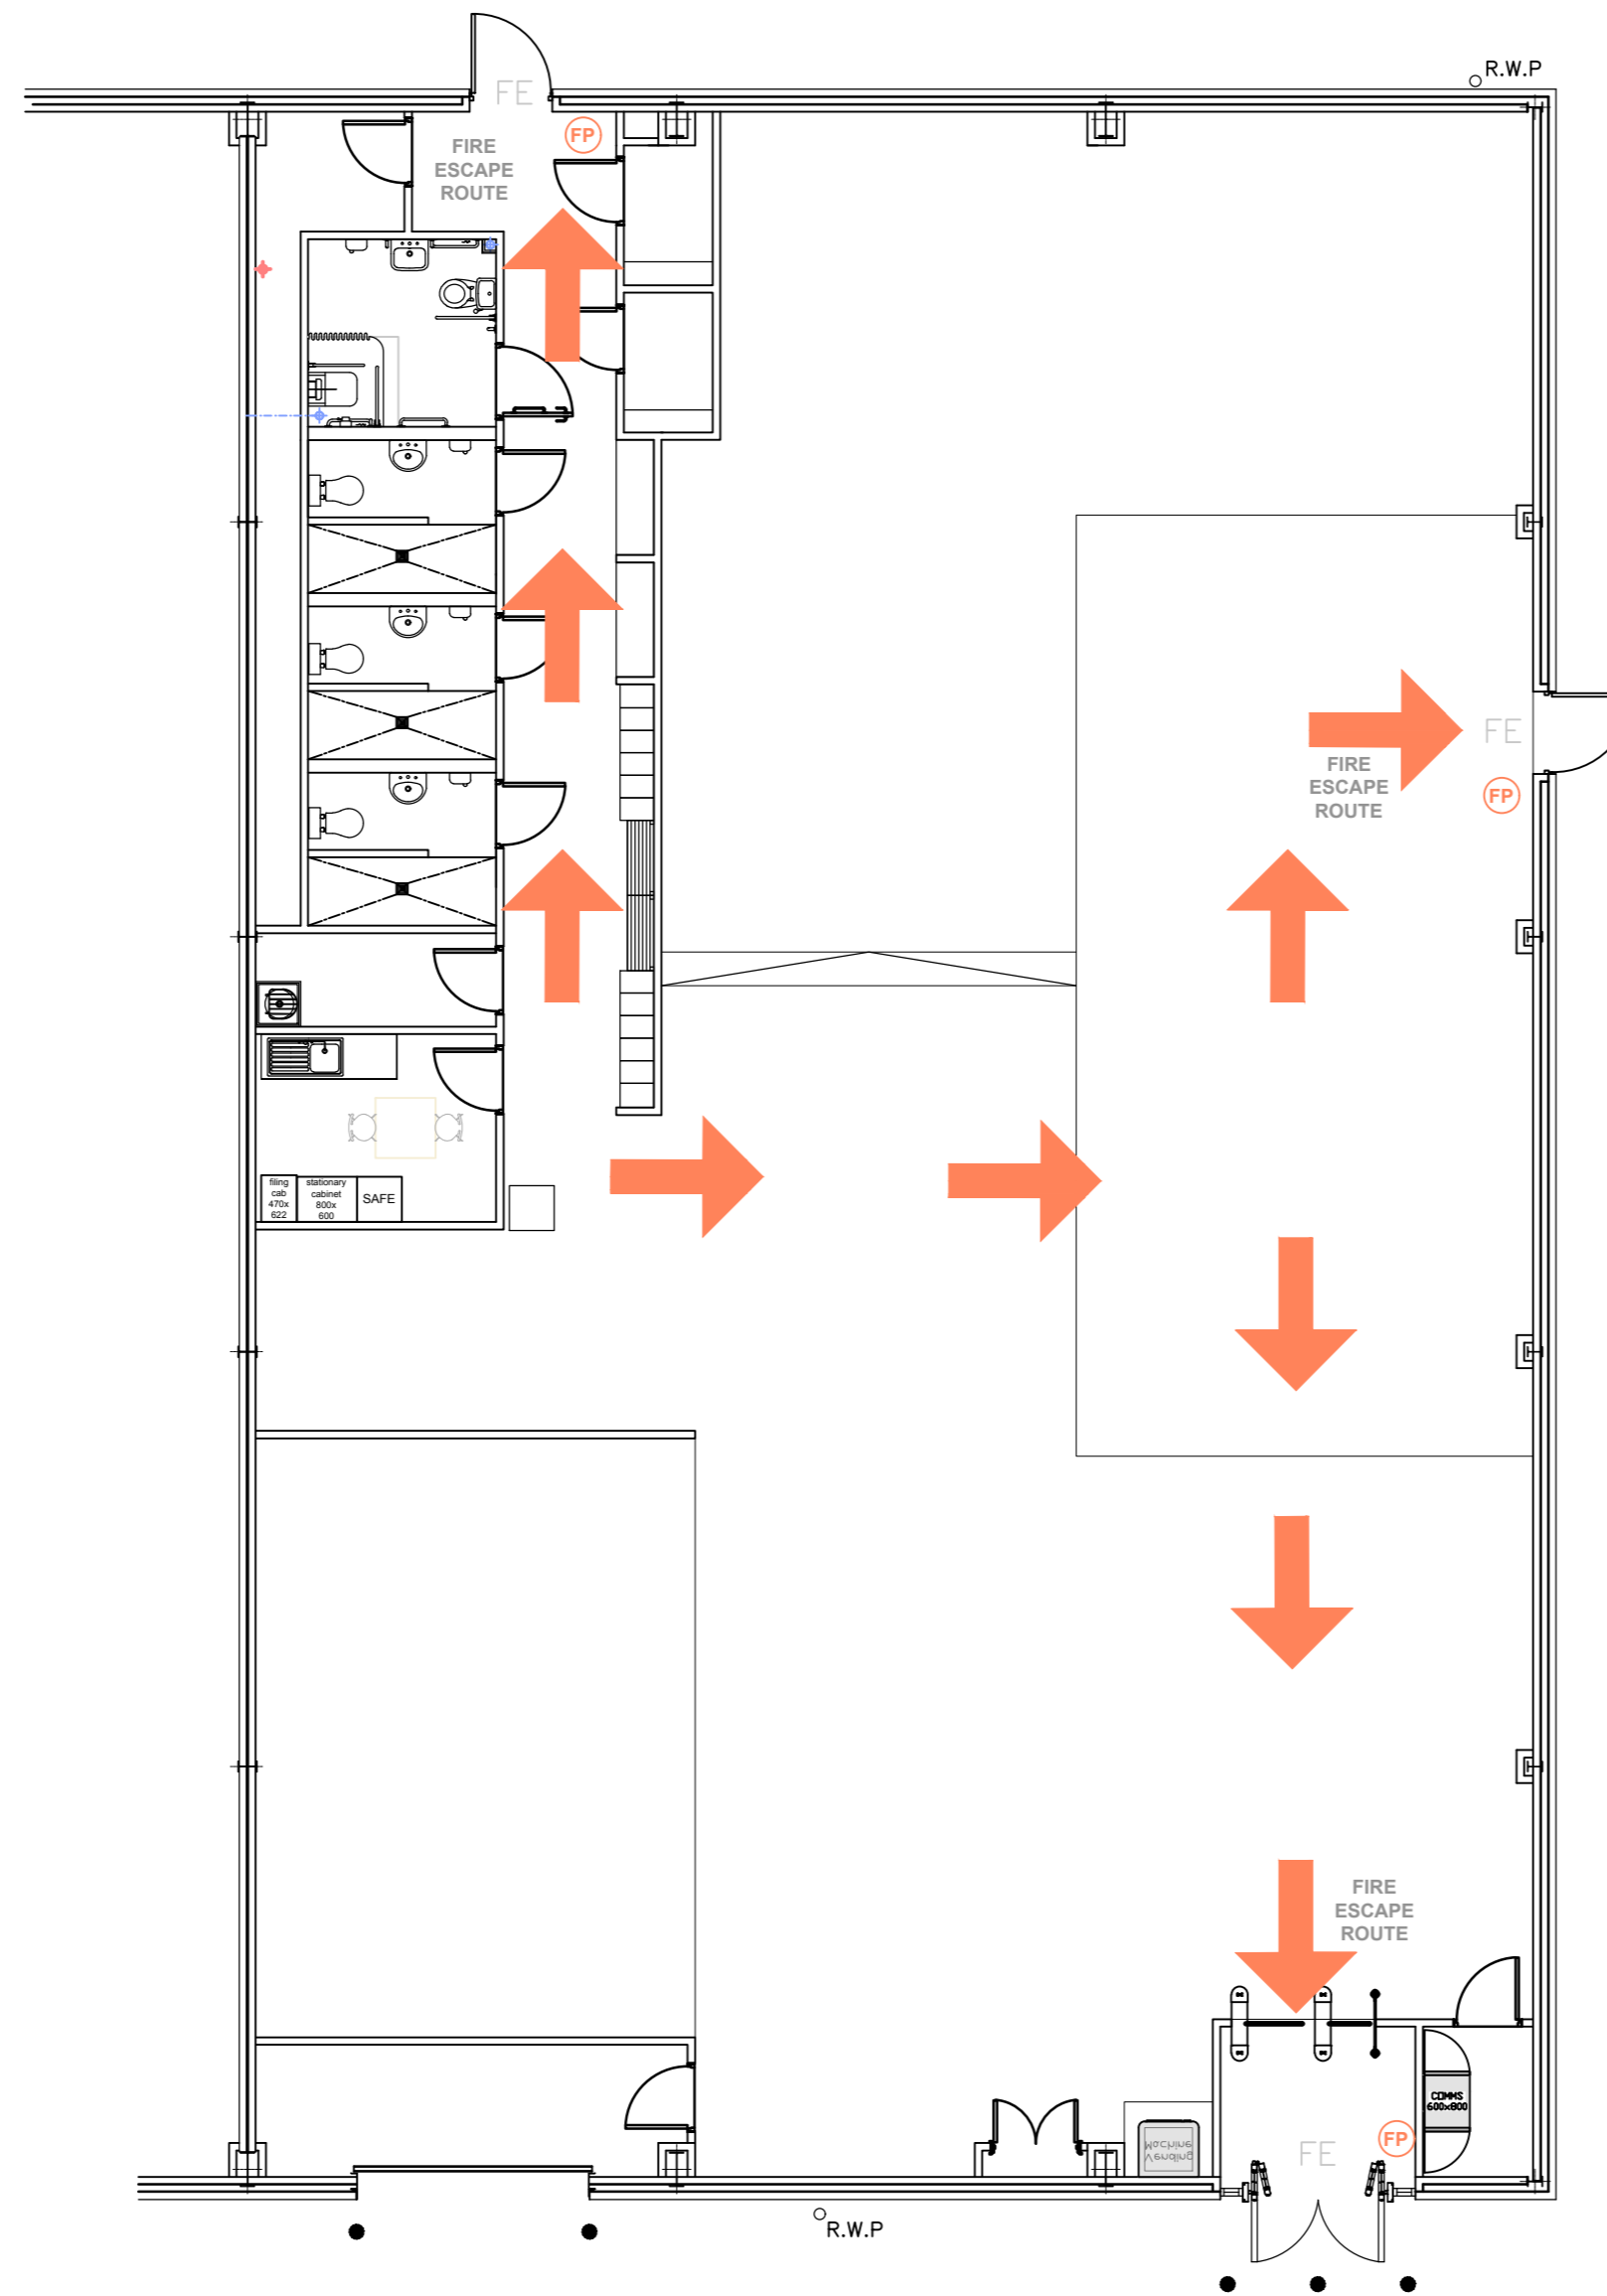 R.W.P
FE
FP
FIRE
ESCAPE
ROUTE
FE
FIRE
ESCAPE
ROUTE
FP
filing
cab
470x
622
stationary
cabinet
800x
600
SAFE
FIRE
ESCAPE
ROUTE
COMMS
600x800
FP
FE
Machine
Vending
R.W.P